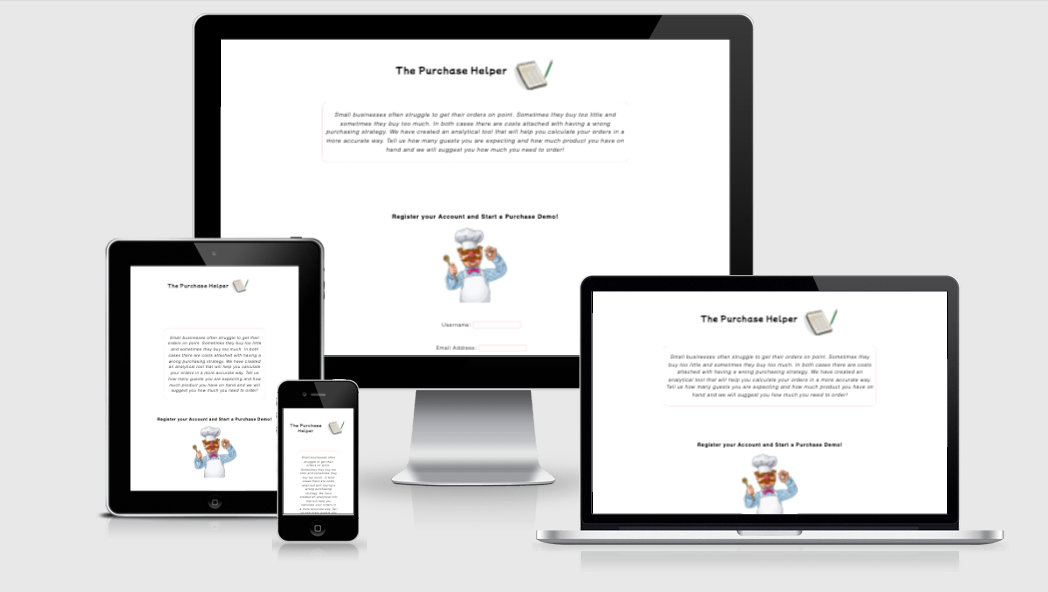 The Purchase Helper
Small businesses often struggle to get their orders on point. Sometimes they buy too little and
sometimes they buy too much. In both cases there are costs attached with having a wrong
purchasing strategy. We have created an analytical tool that will help you calculate your orders in a
more accurate way. Tell us how many guests you are expecting and how much product you have on
hand and we will suggest you how much you need to order!
Register your Account and Start a Purchase Demo!
Username:
Email Address:
The Purchase Helper
Small businesses often struggle to get their
orders on point. Sometimes they buy too little
and sometimes they buy too much. In both
cases there are costs attached with having a
wrong purchasing strategy. We have created
an analytical tool that will help you calculate
your orders in a more accurate way. Tell us
how many guests you are expecting and how
much product you have on hand and we will
suggest you how much you need to order!
Register your Account and Start a Purchase Demo!
The Purchase
Helper
Small businesses often
struggle to get their
orders on point.
Sometimes they buy too
little and sometimes they
buy too much. In both
cases there are costs
attached with having a
wrong purchasing
strategy. We have
created an analytical tool
that will help you
calculate your orders in
a more accurate way. Tell
The Purchase Helper
Small businesses often struggle to get their orders on point. Sometimes they
buy too little and sometimes they buy too much. In both cases there are costs
attached with having a wrong purchasing strategy. We have created an
analytical tool that will help you calculate your orders in a more accurate way.
Tell us how many guests you are expecting and how much product you have on
hand and we will suggest you how much you need to order!
Register your Account and Start a Purchase Demo!